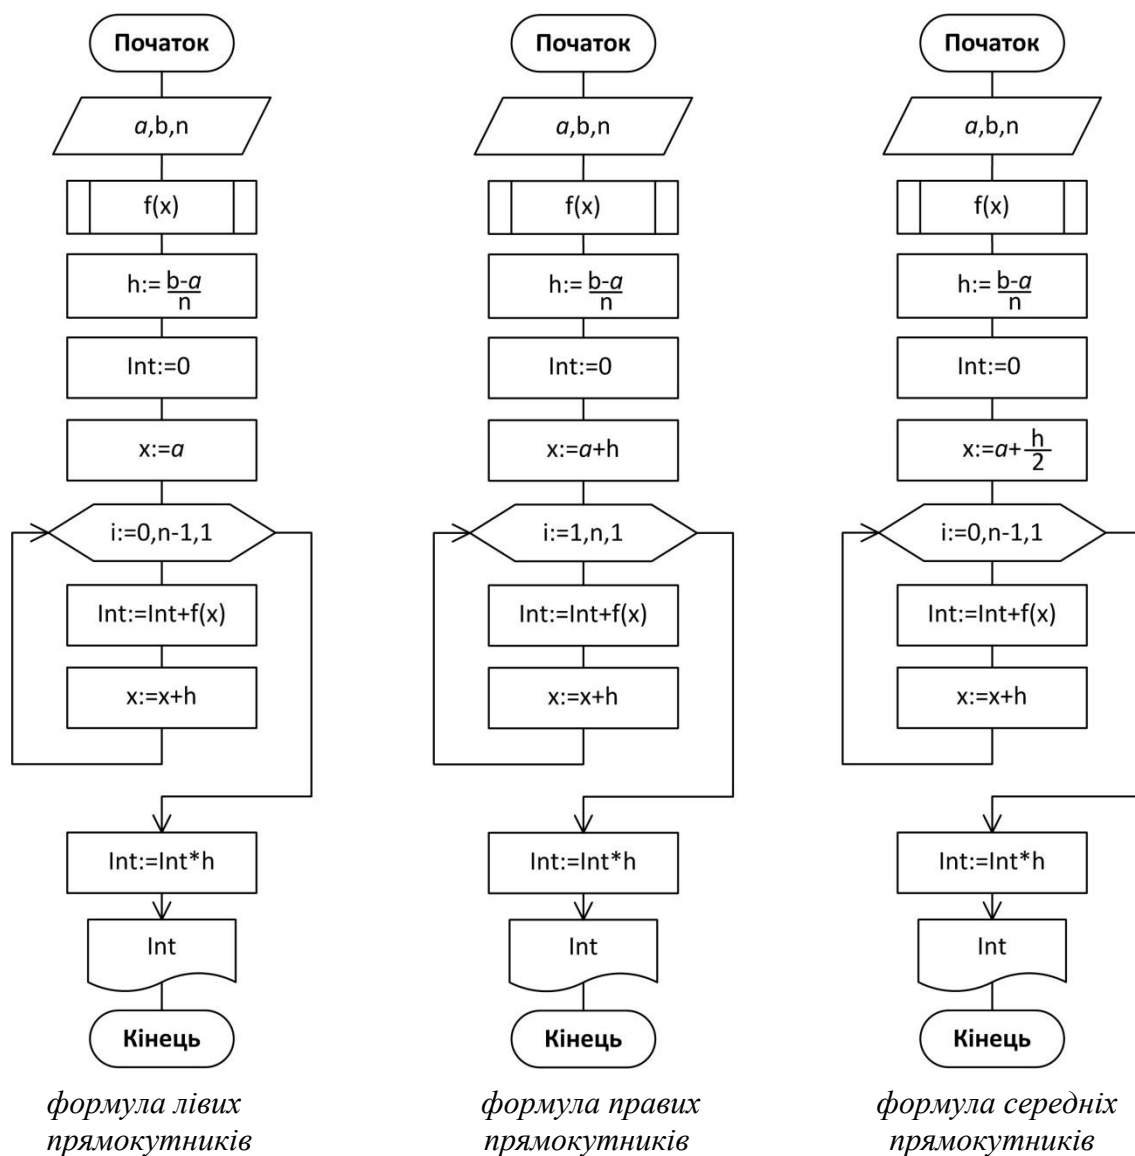 Початок
a,b,n
f(x)
h:= b-a
n
Int:=0
x:=a
i:=0,n-1,1
Int:=Int+f(x)
x:=x+h
Int:=Int*h
Int
Кінець
формула лівих
прямокутників
Початок
a,b,n
f(x)
h:= b-a
n
Int:=0
x:=a+h
i:=1,n,1
Int:=Int+f(x)
x:=x+h
Int:=Int*h
Int
Кінець
формула правих
прямокутників
Початок
a,b,n
f(x)
h:= b-a
n
Int:=0
x:=a+ h
2
i:=0,n-1,1
Int:=Int+f(x)
x:=x+h
Int:=Int*h
Int
Кінець
формула середніх
прямокутників